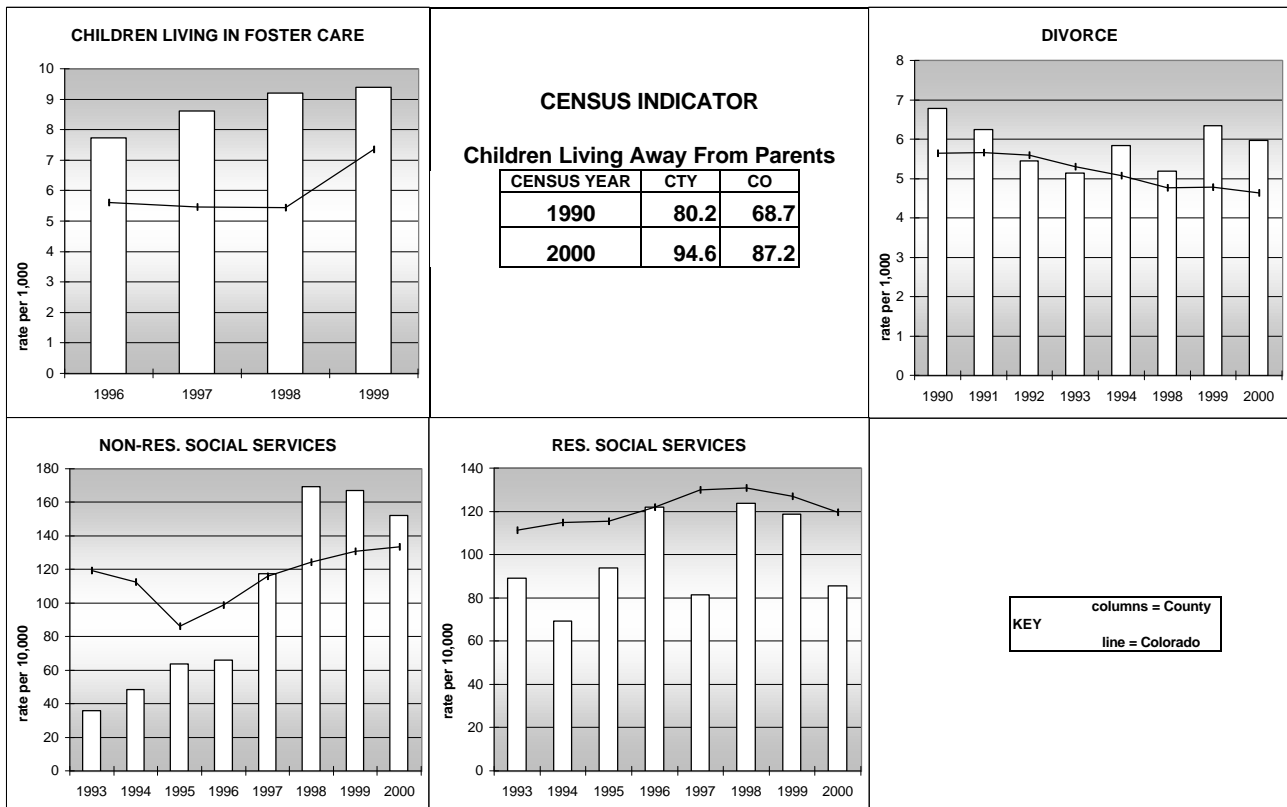 CHILDREN LIVING IN FOSTER CARE
10
9
8
7
6
5
4
3
2
1
0
rate per 1,000
1996 1997 1998 1999
CENSUS INDICATOR
Children Living Away From Parents
CENSUS YEAR CTY CO
1990 80.2 68.7
2000 94.6 87.2
DIVORCE
8
7
6
5
4
3
2
1
0
rate per 1,000
1990 1991 1992 1993 1994 1998 1999 2000
NON-RES. SOCIAL SERVICES
180
160
140
120
100
80
60
40
20
0
rate per 10,000
1993 1994 1995 1996 1997 1998 1999 2000
RES. SOCIAL SERVICES
140
120
100
80
60
40
20
0
rate per 10,000
1993 1994 1995 1996 1997 1998 1999 2000
columns = County
KEY
line = Colorado